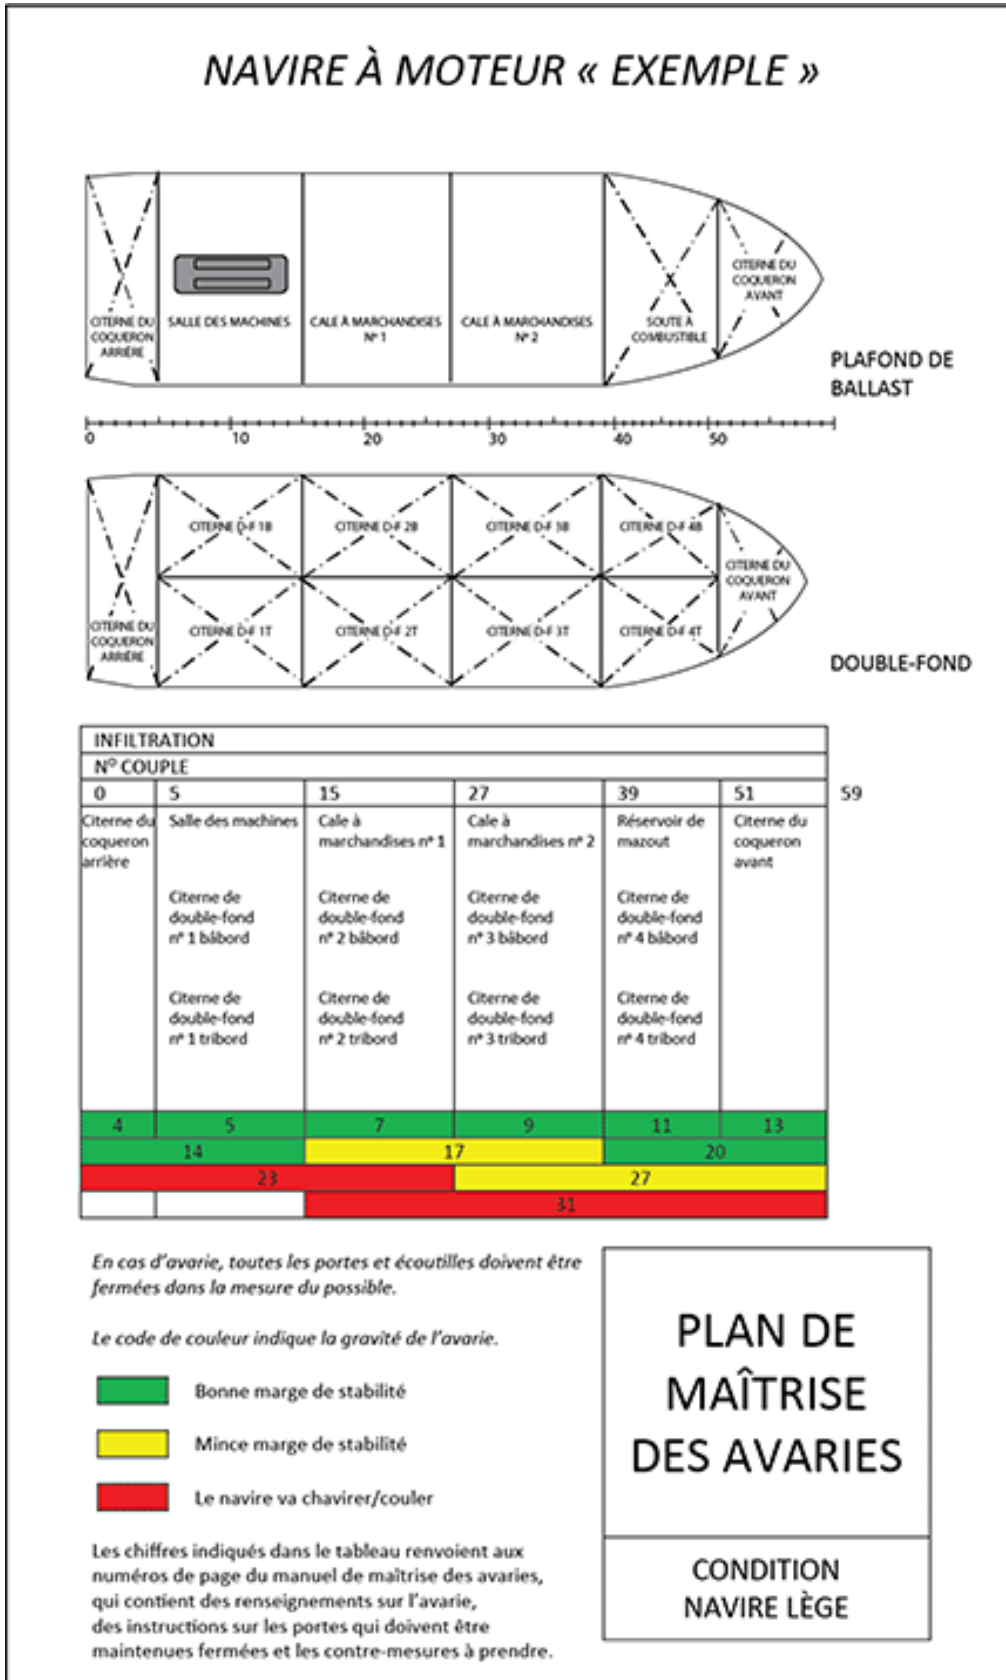 NAVIRE À MOTEUR « EXEMPLE »
CITERNE DU
COQUERON
ARRIÈRE
SALLE DES MACHINES
CALE À MARCHANDISES
Nº 1
CALE À MARCHANDISES
Nº 2
SOUTE À
COMBUSTIBLE
CITERNE DU
COQUERON
AVANT
PLAFOND DE
BALLAST
0 10 20 30 40 50
CITERNE D-F 1B
CITERNE D-F 2B
CITERNE D-F 3B
CITERNE D-F 4B
CITERNE DU
COQUERON
AVANT
CITERNE DU
COQUERON
ARRIÈRE
CITERNE D-F 1T
CITERNE D-F 2T
CITERNE D-F 3T
CITERNE D-F 4T
DOUBLE-FOND
INFILTRATION
Nº COUPLE
0 5 15 27 39 51 59
Citerne du
coqueron
arrière
Salle des machines
Cale à
marchandises nº 1
Cale à
marchandises nº 2
Réservoir de
mazout
Citerne du
coqueron
avant
Citerne de
double-fond
nº 1 bâbord
Citerne de
double-fond
nº 2 bâbord
Citerne de
double-fond
nº 3 bâbord
Citerne de
double-fond
nº 4 bâbord
Citerne de
double-fond
nº 1 tribord
Citerne de
double-fond
nº 2 tribord
Citerne de
double-fond
nº 3 tribord
Citerne de
double-fond
nº 4 tribord
4 5 7 9 11 13
14 17 20
23 27
31
En cas d'avarie, toutes les portes et écoutilles doivent être
fermées dans la mesure du possible.
Le code de couleur indique la gravité de l'avarie.
Bonne marge de stabilité
Mince marge de stabilité
Le navire va chavirer/couler
Les chiffres indiqués dans le tableau renvoient aux
numéros de page du manuel de maîtrise des avaries,
qui contient des renseignements sur l'avarie,
des instructions sur les portes qui doivent être
maintenues fermées et les contre-mesures à prendre.
PLAN DE
MAÎTRISE
DES AVARIES
CONDITION
NAVIRE LÈGE